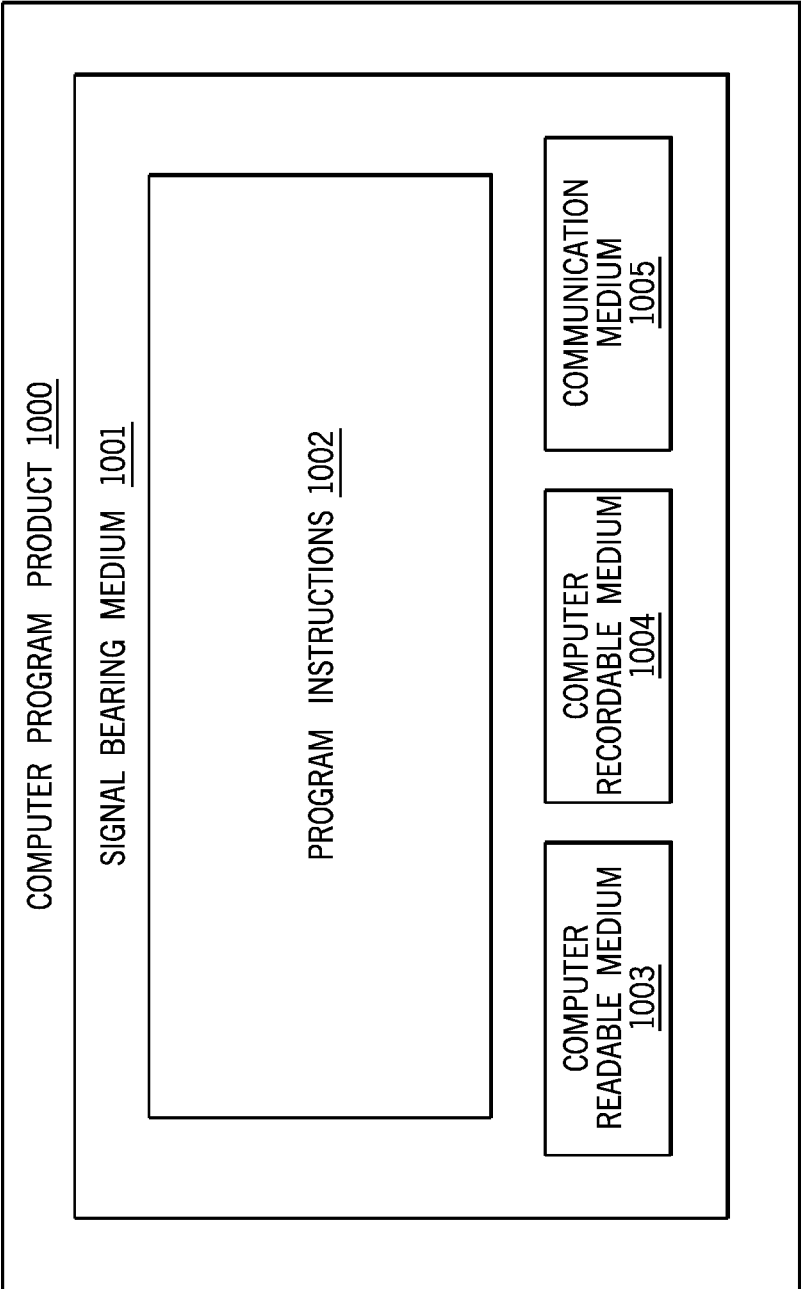 COMPUTER PROGRAM PRODUCT 1000
SIGNAL BEARING MEDIUM 1001
PROGRAM INSTRUCTIONS 1002
COMPUTER
READABLE MEDIUM
1003
COMPUTER
RECORDABLE MEDIUM
1004
COMMUNICATION
MEDIUM
1005